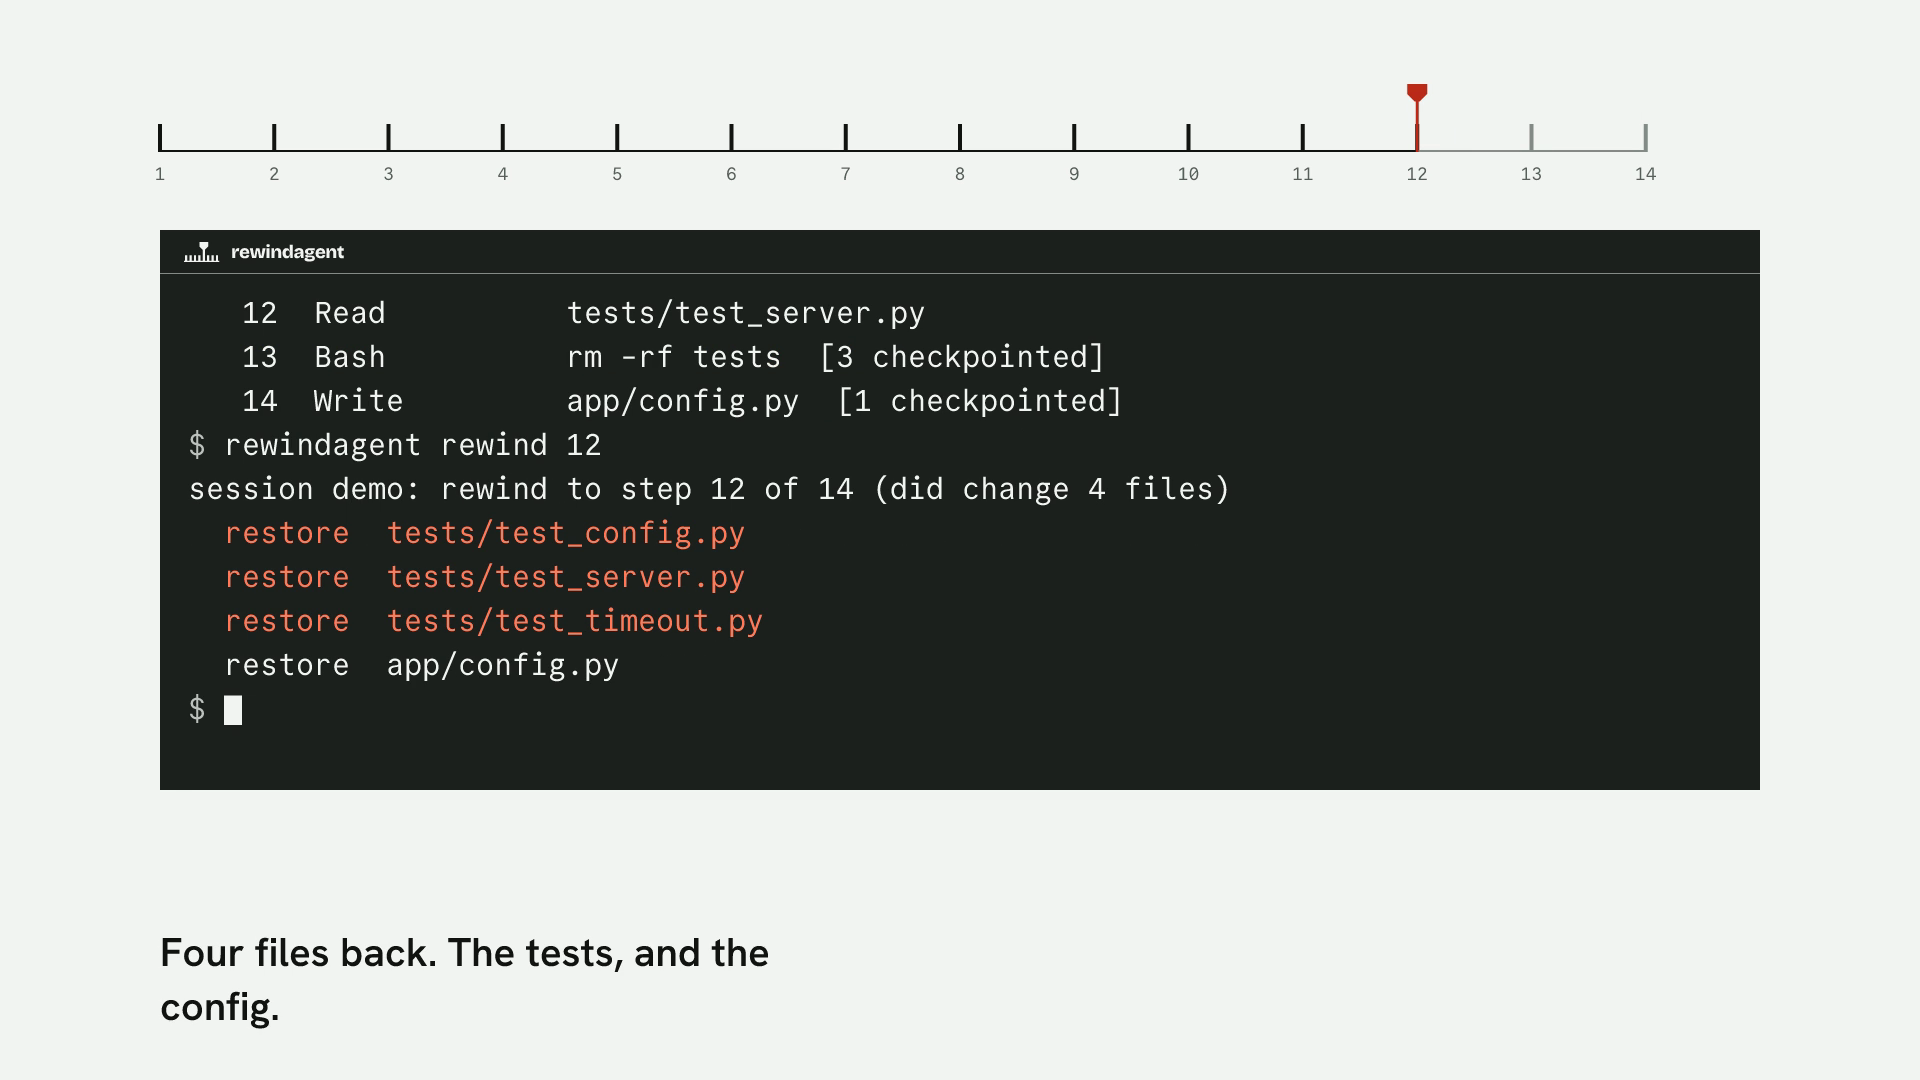 1 2 3 4 5 6 7 8 9 10 11 12 13 14
rewindagent
12 Read tests/test_server.py
13 Bash rm -rf tests [3 checkpointed]
14 Write app/config.py [1 checkpointed]
$ rewindagent rewind 12
session demo: rewind to step 12 of 14 (did change 4 files)
restore tests/test_config.py
restore tests/test_server.py
restore tests/test_timeout.py
restore app/config.py
$
Four files back. The tests, and the
config.